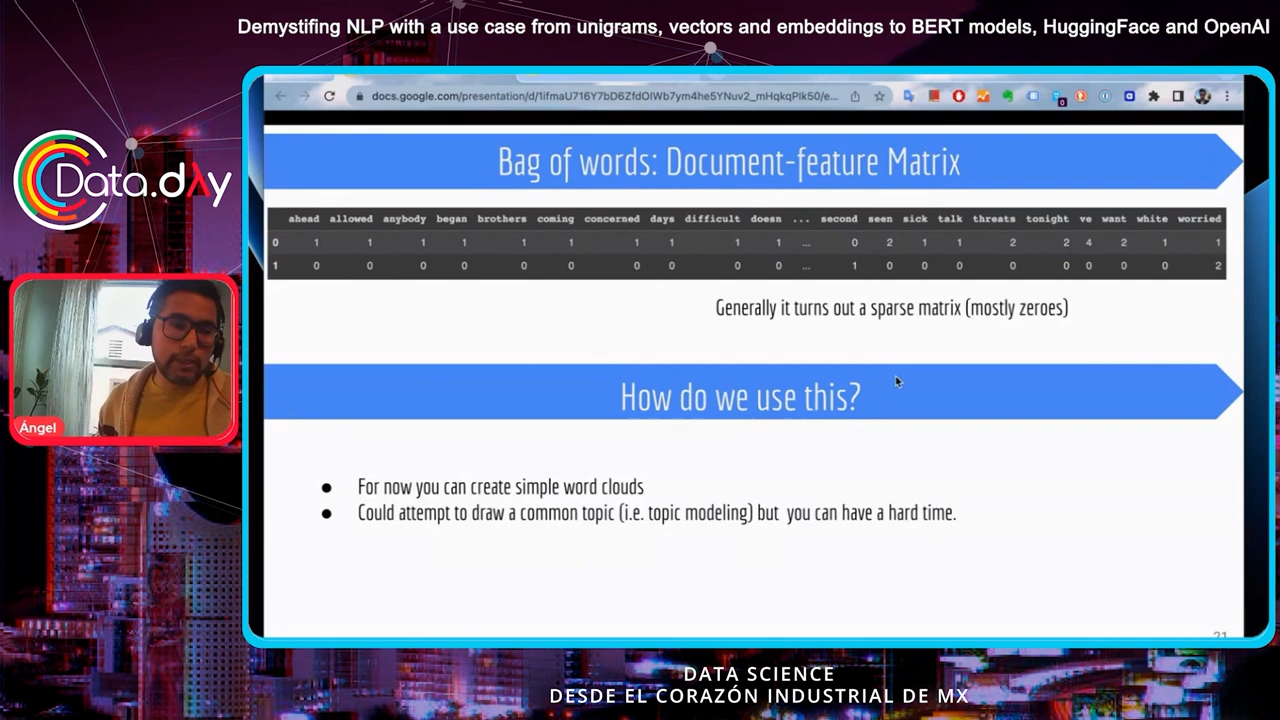 Demystifing NLP with a use case from unigrams, vectors and embeddings to BERT models, HuggingFace and OpenAI
docs.google.com/presentation/d/1ifmaU716Y7bD6ZfdOIWb7ym4he5YNuv2_mHqkqPIk50/e...
Data.day
Bag of words: Document-feature Matrix
ahead allowed anybody began brothers coming concerned days difficult doesn ... second seen sick talk threats tonight ve want white worried
0 1 1 1 1 1 1 1 1 1 1 ... 0 2 1 1 2 2 4 2 1 1
1 0 0 0 0 0 0 0 0 0 0 ... 1 0 0 0 0 0 0 0 0 2
Generally it turns out a sparse matrix (mostly zeroes)
How do we use this?
Ángel
● For now you can create simple word clouds
● Could attempt to draw a common topic (i.e. topic modeling) but you can have a hard time.
21
DATA SCIENCE
DESDE EL CORAZÓN INDUSTRIAL DE MX